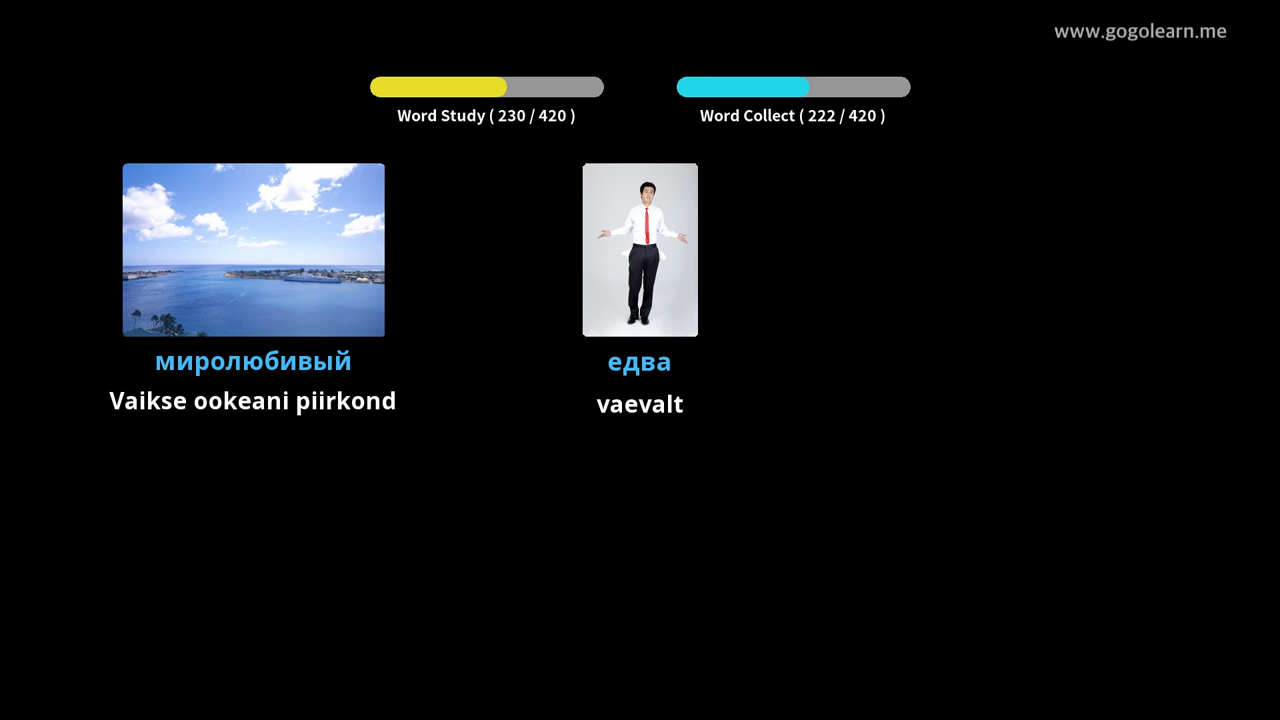 www.gogolearn.me
Word Study ( 230 / 420 )
Word Collect ( 222 / 420 )
миролюбивый
Vaikse ookeani piirkond
едва
vaevalt